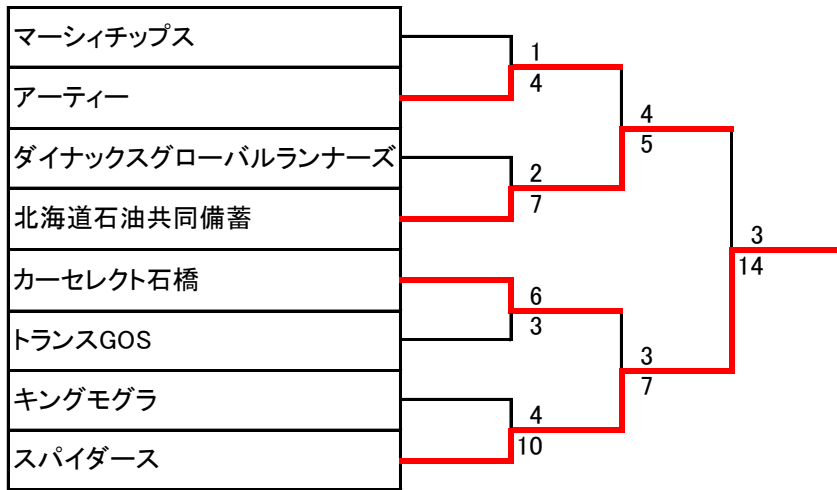 マーシィチップス
アーティー
ダイナックスグローバルランナーズ
北海道石油共同備蓄
カーセレクト石橋
トランスGOS
キングモグラ
スパイダース
1
4
2
7
6
3
4
10
4
5
3
7
3
14